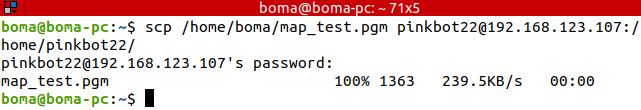 boma@boma-pc: ~ 71x5
boma@boma-pc:~$ scp /home/boma/map_test.pgm pinkbot22@192.168.123.107:/
home/pinkbot22/
pinkbot22@192.168.123.107's password:
map_test.pgm 100% 1363 239.5KB/s 00:00
boma@boma-pc:~$